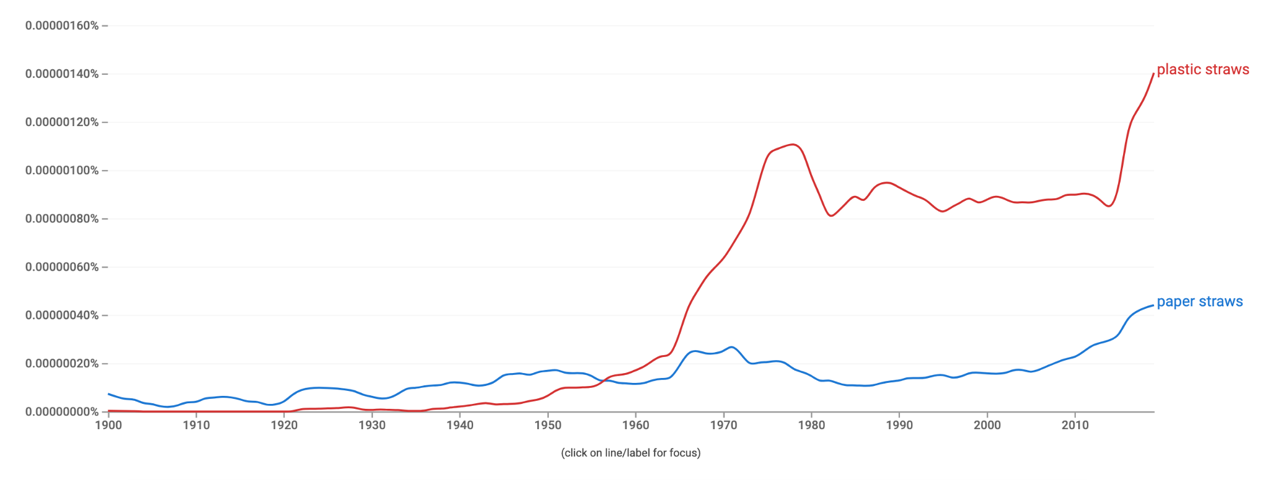 0.00000160%
0.00000140%
plastic straws
0.00000120%
0.00000100%
0.00000080%
0.00000060%
0.00000040%
paper straws
0.00000020%
0.00000000%
1900 1910 1920 1930 1940 1950 1960 1970 1980 1990 2000 2010
(click on line/label for focus)